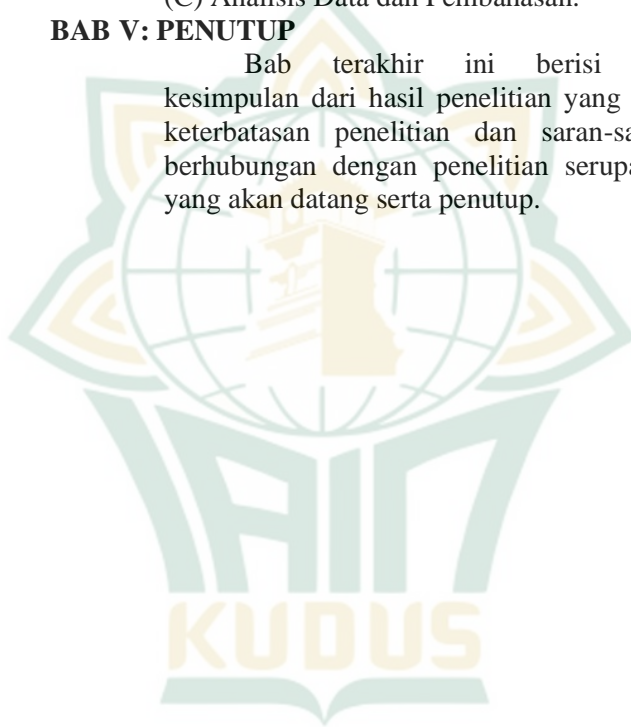 (C) Analisis Data dan Pembahasan.
BAB V: PENUTUP
Bab terakhir ini berisi
kesimpulan dari hasil penelitian yang
keterbatasan penelitian dan
berhubungan dengan penelitian
yang akan datang serta penutup.
IAIN
KUDUS